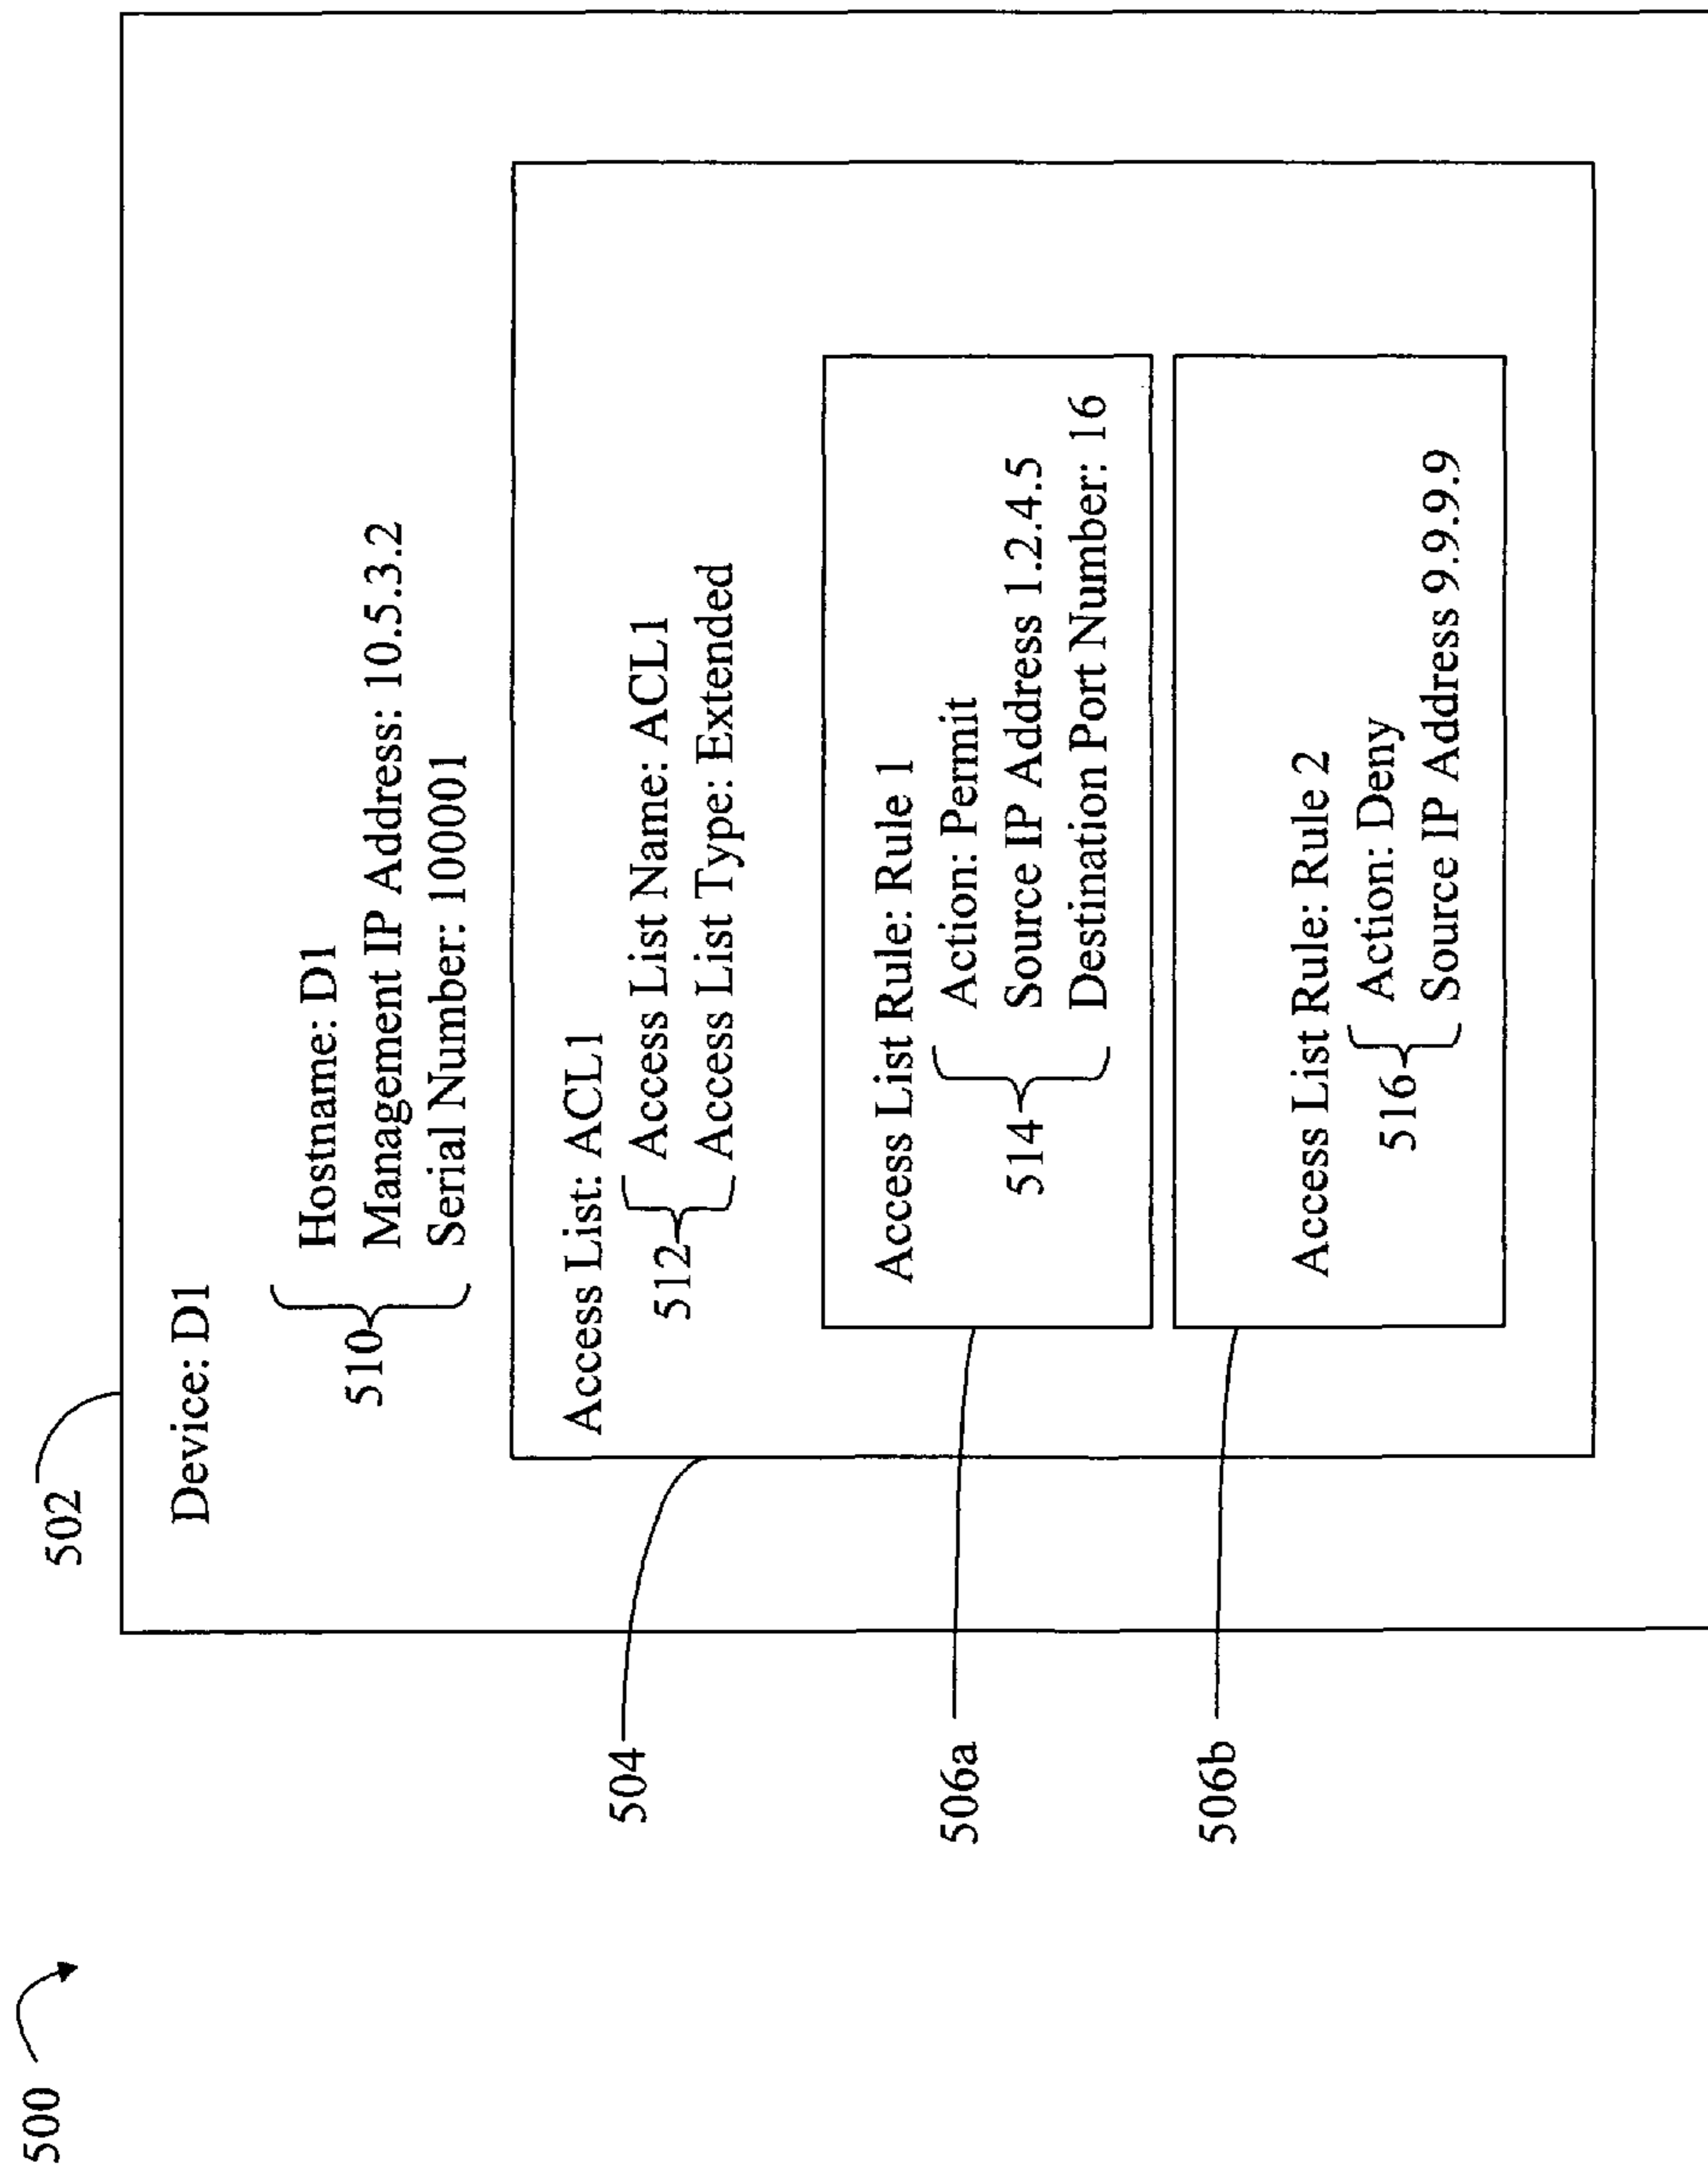 500
502
Device: D1
510
Hostname: D1
Management IP Address: 10.5.3.2
Serial Number: 100001
504
Access List: ACL1
512
Access List Name: ACL1
Access List Type: Extended
506a
Access List Rule: Rule 1
514
Action: Permit
Source IP Address 1.2.4.5
Destination Port Number: 16
506b
Access List Rule: Rule 2
516
Action: Deny
Source IP Address 9.9.9.9